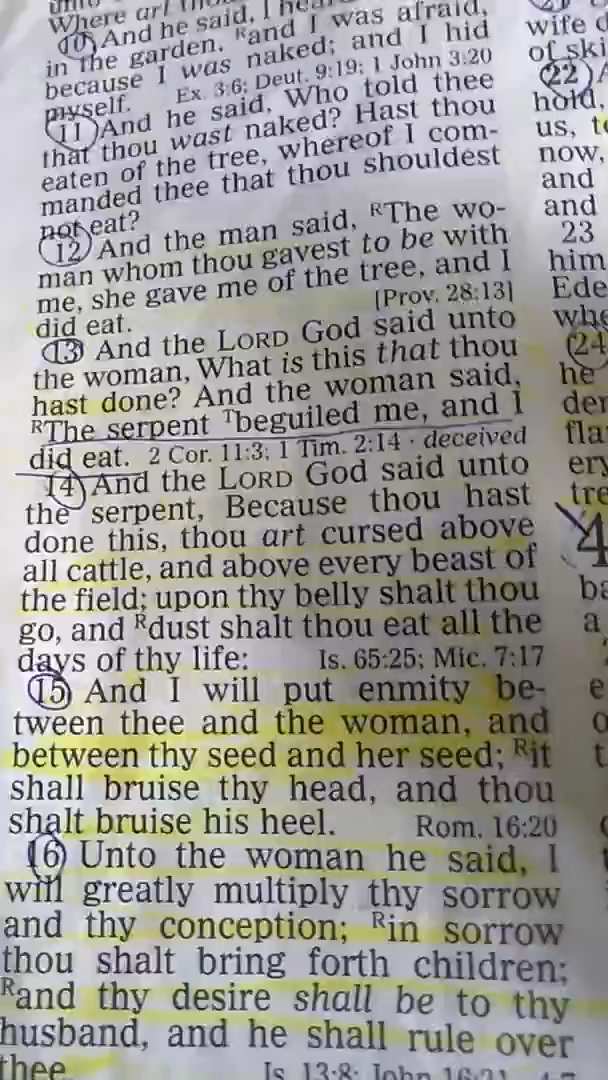 Where art thou
10 And he said, I heard
in the garden, ᴿand I was afraid,
because I was naked; and I hid
myself. Ex. 3:6; Deut. 9:19; 1 John 3:20
11 And he said, Who told thee
that thou wast naked? Hast thou
eaten of the tree, whereof I com-
manded thee that thou shouldest
not eat?
12 And the man said, ᴿThe wo-
man whom thou gavest to be with
me, she gave me of the tree, and I
did eat. [Prov. 28:13]
13 And the LORD God said unto
the woman, What is this that thou
hast done? And the woman said,
ᴿThe serpent ᵀbeguiled me, and I
did eat. 2 Cor. 11:3; 1 Tim. 2:14 · deceived
14 And the LORD God said unto
the serpent, Because thou hast
done this, thou art cursed above
all cattle, and above every beast of
the field; upon thy belly shalt thou
go, and ᴿdust shalt thou eat all the
days of thy life: Is. 65:25; Mic. 7:17
15 And I will put enmity be-
tween thee and the woman, and
between thy seed and her seed; ᴿit
shall bruise thy head, and thou
shalt bruise his heel. Rom. 16:20
16 Unto the woman he said, I
will greatly multiply thy sorrow
and thy conception; ᴿin sorrow
thou shalt bring forth children;
ᴿand thy desire shall be to thy
husband, and he shall rule over
thee. Is. 13:8; John 16:21
wife
of ski
22 A
hold,
us, t
now,
and
and
23
him
Ede
whe
24
he
der
fla
ery
tre
4
ba
a